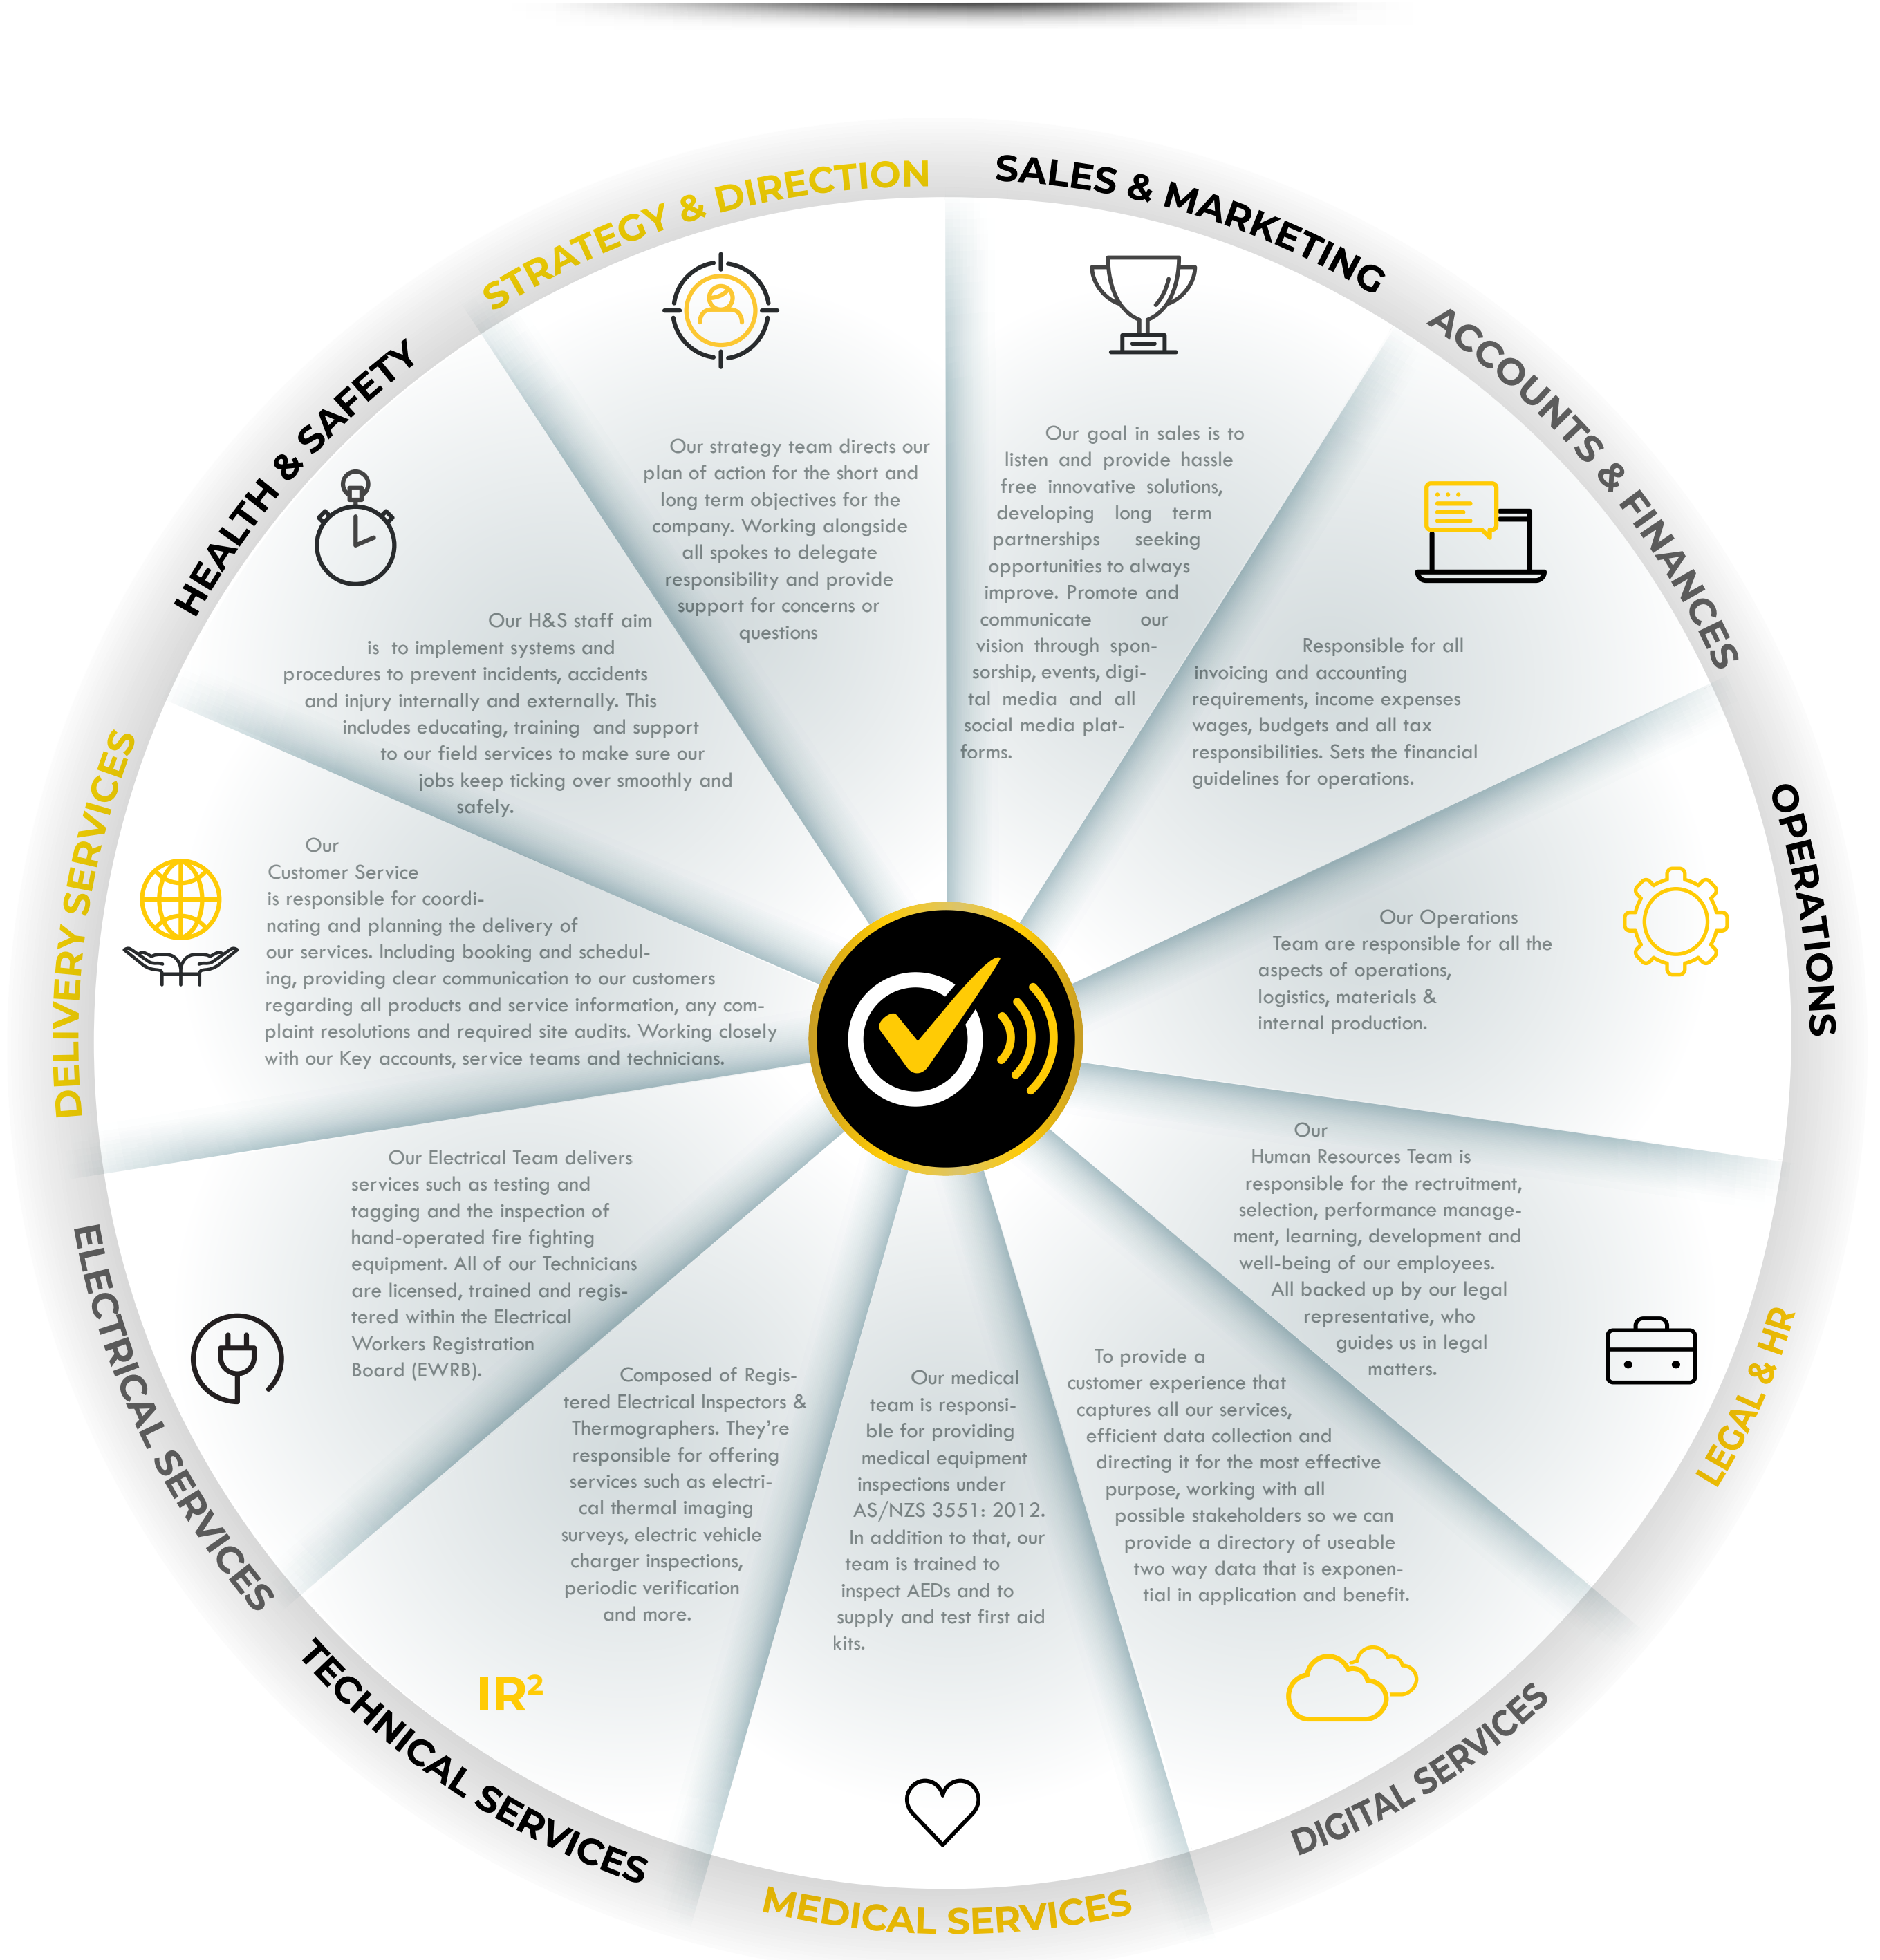 STRATEGY & DIRECTION
Our strategy team directs our
plan of action for the short and
long term objectives for the
company. Working alongside
all spokes to delegate
responsibility and provide
support for concerns or
questions
SALES & MARKETING
Our goal in sales is to
listen and provide hassle
free innovative solutions,
developing long term
partnerships seeking
opportunities to always
improve. Promote and
communicate our
vision through spon-
sorship, events, digi-
tal media and all
social media plat-
forms.
ACCOUNTS & FINANCES
Responsible for all
invoicing and accounting
requirements, income expenses
wages, budgets and all tax
responsibilities. Sets the financial
guidelines for operations.
OPERATIONS
Our Operations
Team are responsible for all the
aspects of operations,
logistics, materials &
internal production.
LEGAL & HR
Our
Human Resources Team is
responsible for the recruitment,
selection, performance manage-
ment, learning, development and
well-being of our employees.
All backed up by our legal
representative, who
guides us in legal
matters.
DIGITAL SERVICES
To provide a
customer experience that
captures all our services,
efficient data collection and
directing it for the most effective
purpose, working with all
possible stakeholders so we can
provide a directory of useable
two way data that is exponen-
tial in application and benefit.
MEDICAL SERVICES
Our medical
team is responsi-
ble for providing
medical equipment
inspections under
AS/NZS 3551: 2012.
In addition to that, our
team is trained to
inspect AEDs and to
supply and test first aid
kits.
TECHNICAL SERVICES
Composed of Regis-
tered Electrical Inspectors &
Thermographers. They’re
responsible for offering
services such as electri-
cal thermal imaging
surveys, electric vehicle
charger inspections,
periodic verification
and more.
IR²
ELECTRICAL SERVICES
Our Electrical Team delivers
services such as testing and
tagging and the inspection of
hand-operated fire fighting
equipment. All of our Technicians
are licensed, trained and regis-
tered within the Electrical
Workers Registration
Board (EWRB).
DELIVERY SERVICES
Our
Customer Service
is responsible for coordi-
nating and planning the delivery of
our services. Including booking and schedul-
ing, providing clear communication to our customers
regarding all products and service information, any com-
plaint resolutions and required site audits. Working closely
with our Key accounts, service teams and technicians.
HEALTH & SAFETY
Our H&S staff aim
is to implement systems and
procedures to prevent incidents, accidents
and injury internally and externally. This
includes educating, training and support
to our field services to make sure our
jobs keep ticking over smoothly and
safely.